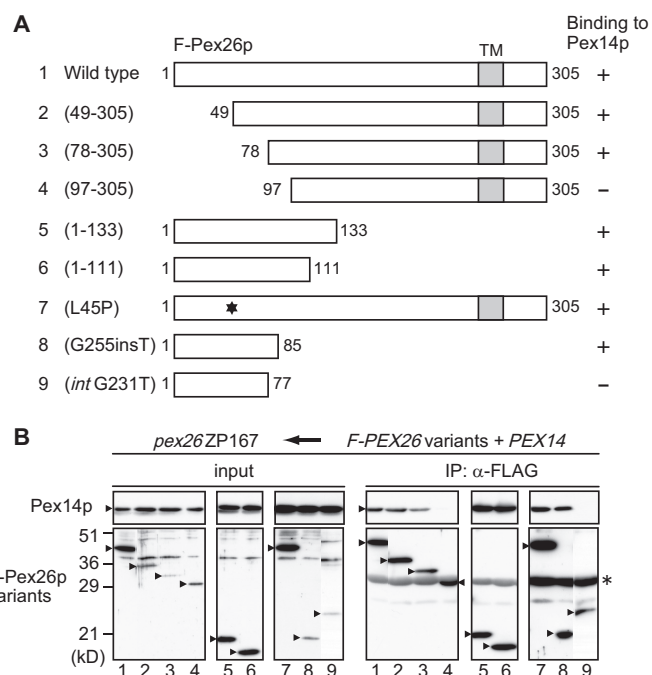 A
F-Pex26p
TM
Binding to
Pex14p
1 Wild type 1 305 +
2 (49-305) 49 305 +
3 (78-305) 78 305 +
4 (97-305) 97 305 −
5 (1-133) 1 133 +
6 (1-111) 1 111 +
7 (L45P) 1 305 +
8 (G255insT) 1 85 +
9 (int G231T) 1 77 −
B
pex26 ZP167 F-PEX26 variants + PEX14
input IP: α-FLAG
Pex14p
51
36
-Pex26p
ariants
29
*
21
(kD)
1 2 3 4 5 6 7 8 9 1 2 3 4 5 6 7 8 9